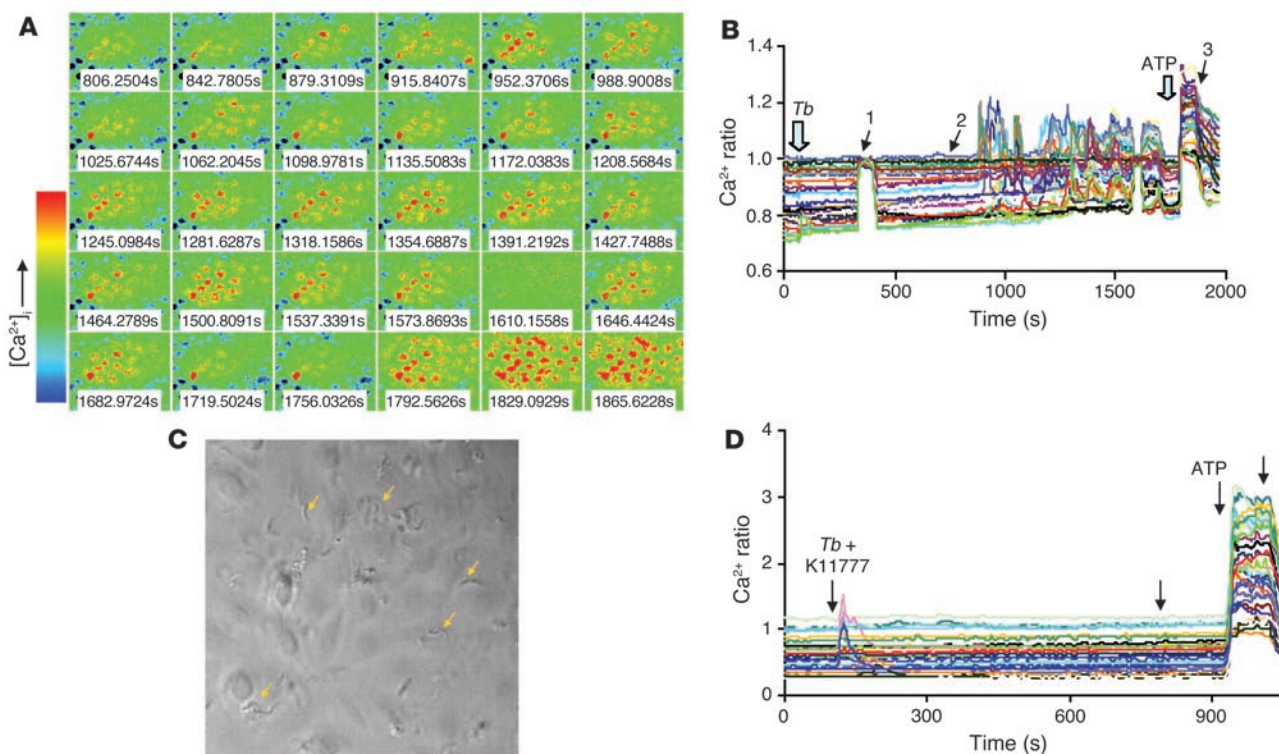 A
806.2504s 842.7805s 879.3109s 915.8407s 952.3706s 988.9008s
1025.6744s 1062.2045s 1098.9781s 1135.5083s 1172.0383s 1208.5684s
1245.0984s 1281.6287s 1318.1586s 1354.6887s 1391.2192s 1427.7488s
1464.2789s 1500.8091s 1537.3391s 1573.8693s 1610.1558s 1646.4424s
1682.9724s 1719.5024s 1756.0326s 1792.5626s 1829.0929s 1865.6228s
[Ca²⁺]ᵢ
B
1.4
1.2
1.0
0.8
0.6
Ca²⁺ ratio
Tb
1
2
ATP
3
0 500 1000 1500 2000
Time (s)
C
D
4
3
2
1
0
Ca²⁺ ratio
Tb +
K11777
ATP
0 300 600 900
Time (s)